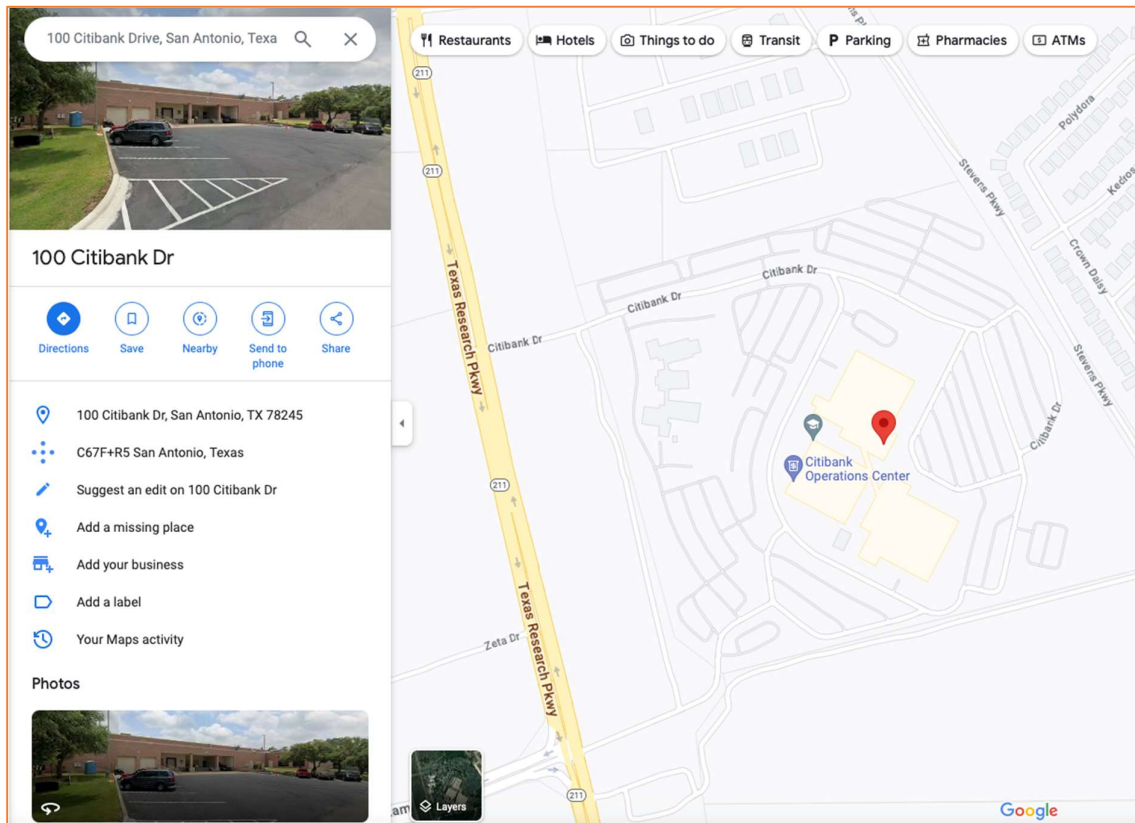 100 Citibank Drive, San Antonio, Texa
100 Citibank Dr
Directions
Save
Nearby
Send to
phone
Share
100 Citibank Dr, San Antonio, TX 78245
C67F+R5 San Antonio, Texas
Suggest an edit on 100 Citibank Dr
Add a missing place
Add your business
Add a label
Your Maps activity
Photos
Restaurants
Hotels
Things to do
Transit
P Parking
Pharmacies
ATMs
211
211
Texas Research Pkwy
Citibank Dr
Citibank Dr
Citibank Dr
Stevens Pkwy
Polydora
Kedros
Crown Daisy
Stevens Pkwy
Citibank Dr
Citibank
Operations Center
211
Texas Research Pkwy
Zeta Dr
211
Layers
Google